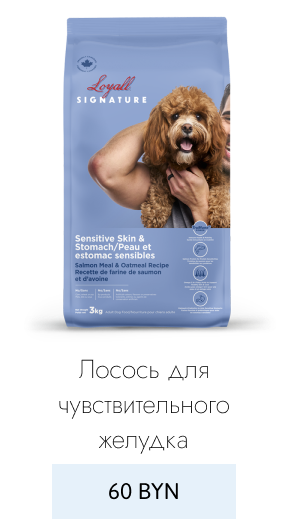 Loyall
SIGNATURE
Sensitive Skin &
Stomach/Peau et
estomac sensibles
Salmon Meal & Oatmeal Recipe
Recette de farine de saumon
et d'avoine
3kg
Лосось для
чувствительного
желудка
60 BYN